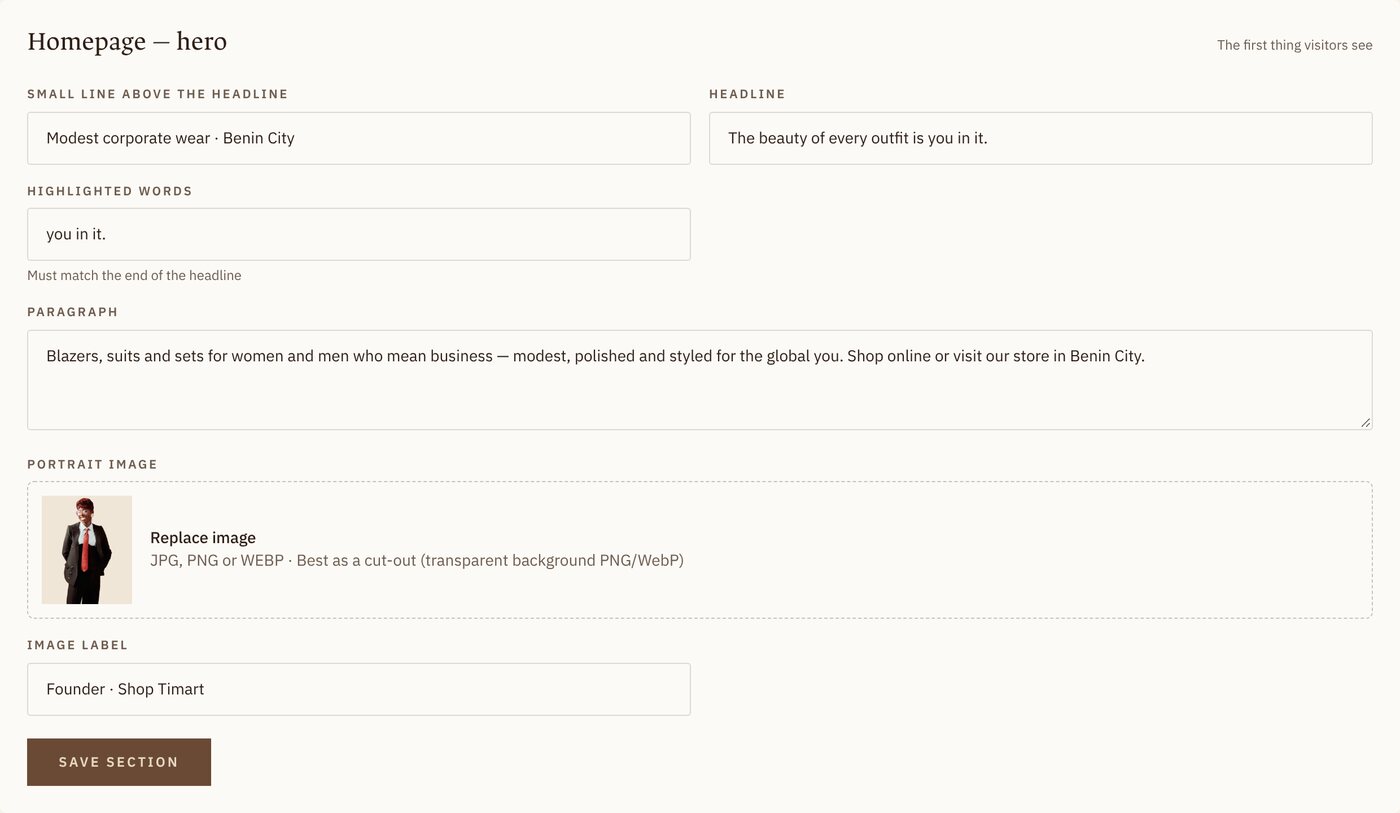 Homepage — hero
The first thing visitors see
SMALL LINE ABOVE THE HEADLINE
Modest corporate wear · Benin City
HEADLINE
The beauty of every outfit is you in it.
HIGHLIGHTED WORDS
you in it.
Must match the end of the headline
PARAGRAPH
Blazers, suits and sets for women and men who mean business — modest, polished and styled for the global you. Shop online or visit our store in Benin City.
PORTRAIT IMAGE
Replace image
JPG, PNG or WEBP · Best as a cut-out (transparent background PNG/WebP)
IMAGE LABEL
Founder · Shop Timart
SAVE SECTION